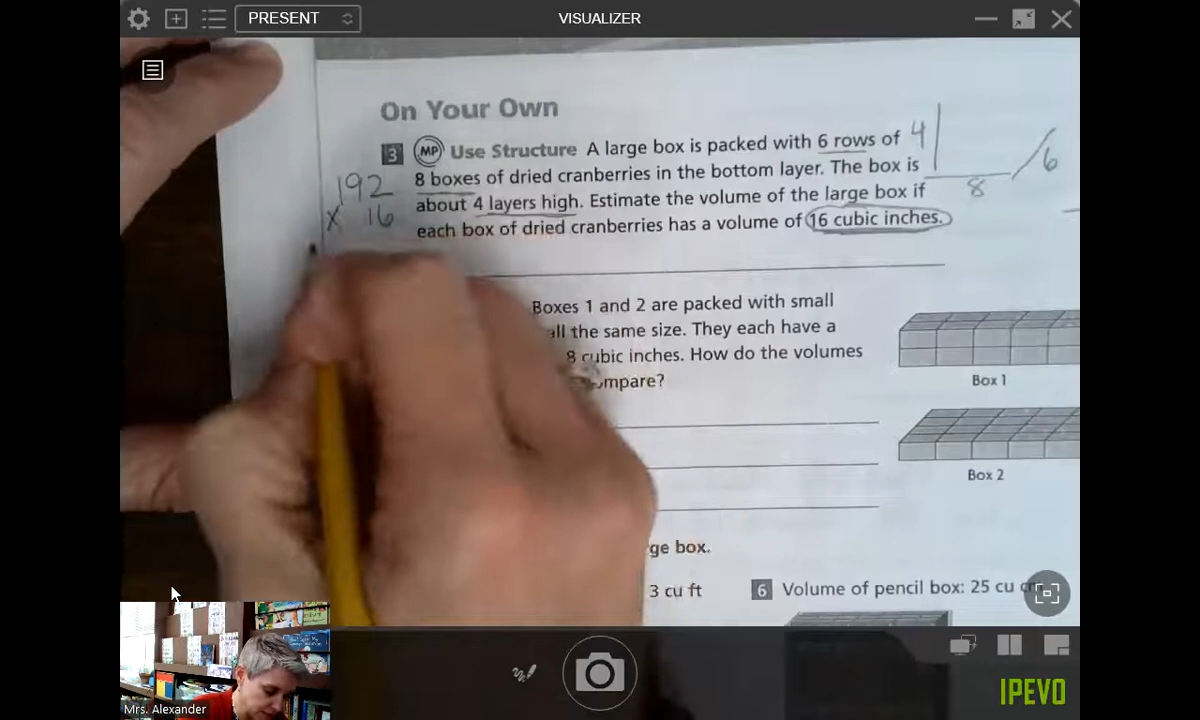 PRESENT
VISUALIZER
On Your Own
3 MP Use Structure A large box is packed with 6 rows of
8 boxes of dried cranberries in the bottom layer. The box is
about 4 layers high. Estimate the volume of the large box if
each box of dried cranberries has a volume of 16 cubic inches.
192
x 16
4
6
8
Boxes 1 and 2 are packed with small
all the same size. They each have a
8 cubic inches. How do the volumes
compare?
Box 1
Box 2
ge box.
3 cu ft
6 Volume of pencil box: 25 cu
Mrs. Alexander
IPEVO